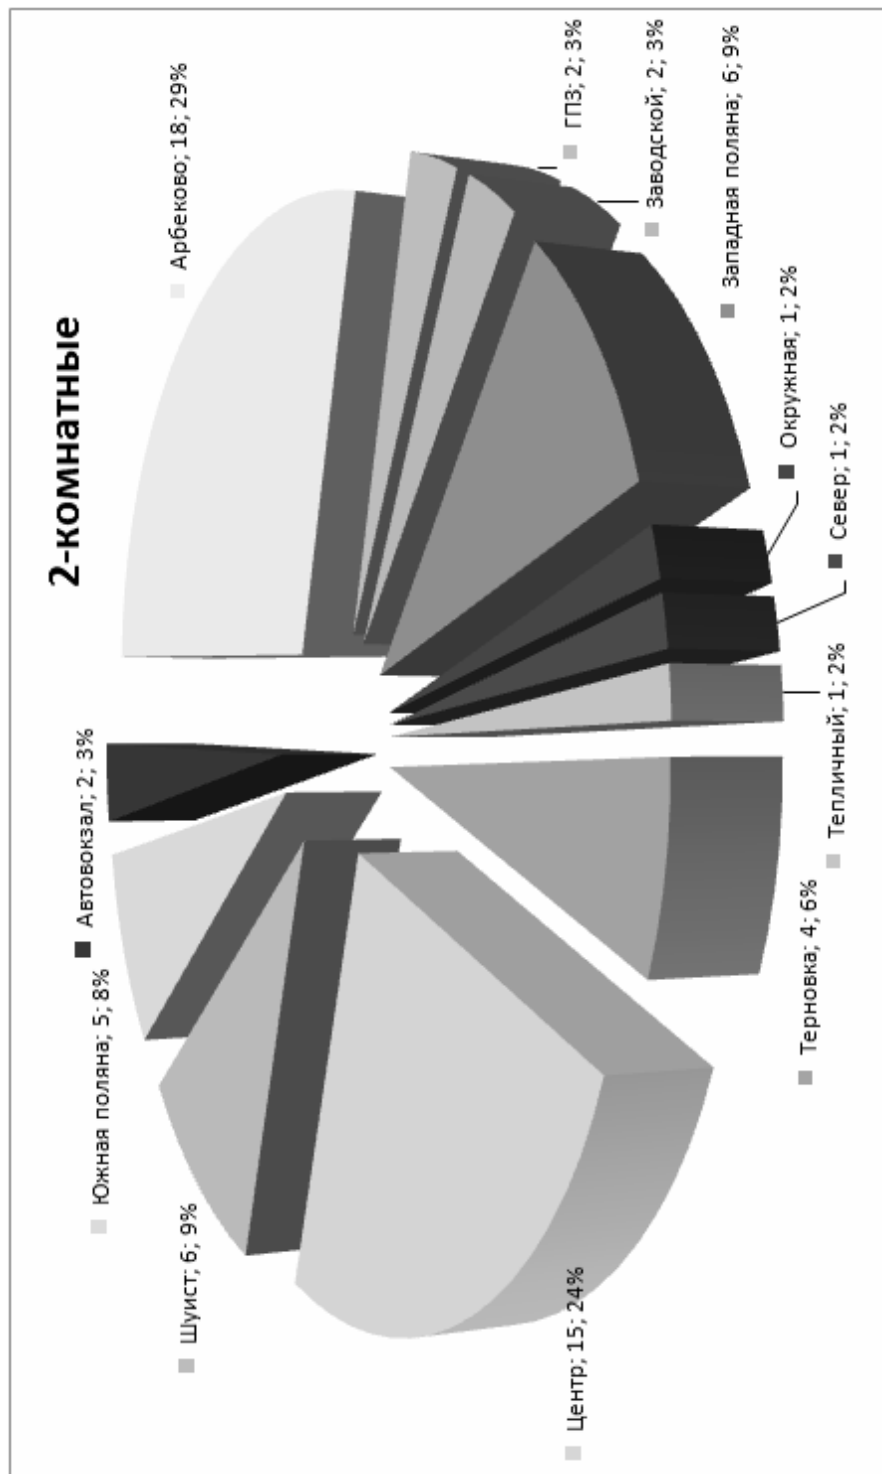 2-комнатные
Автовокзал; 2; 3%
Арбеково; 18; 29%
ГПЗ; 2; 3%
Заводской; 2; 3%
Западная поляна; 6; 9%
Окружная; 1; 2%
Север; 1; 2%
Тепличный; 1; 2%
Терновка; 4; 6%
Центр; 15; 24%
Шуист; 6; 9%
Южная поляна; 5; 8%